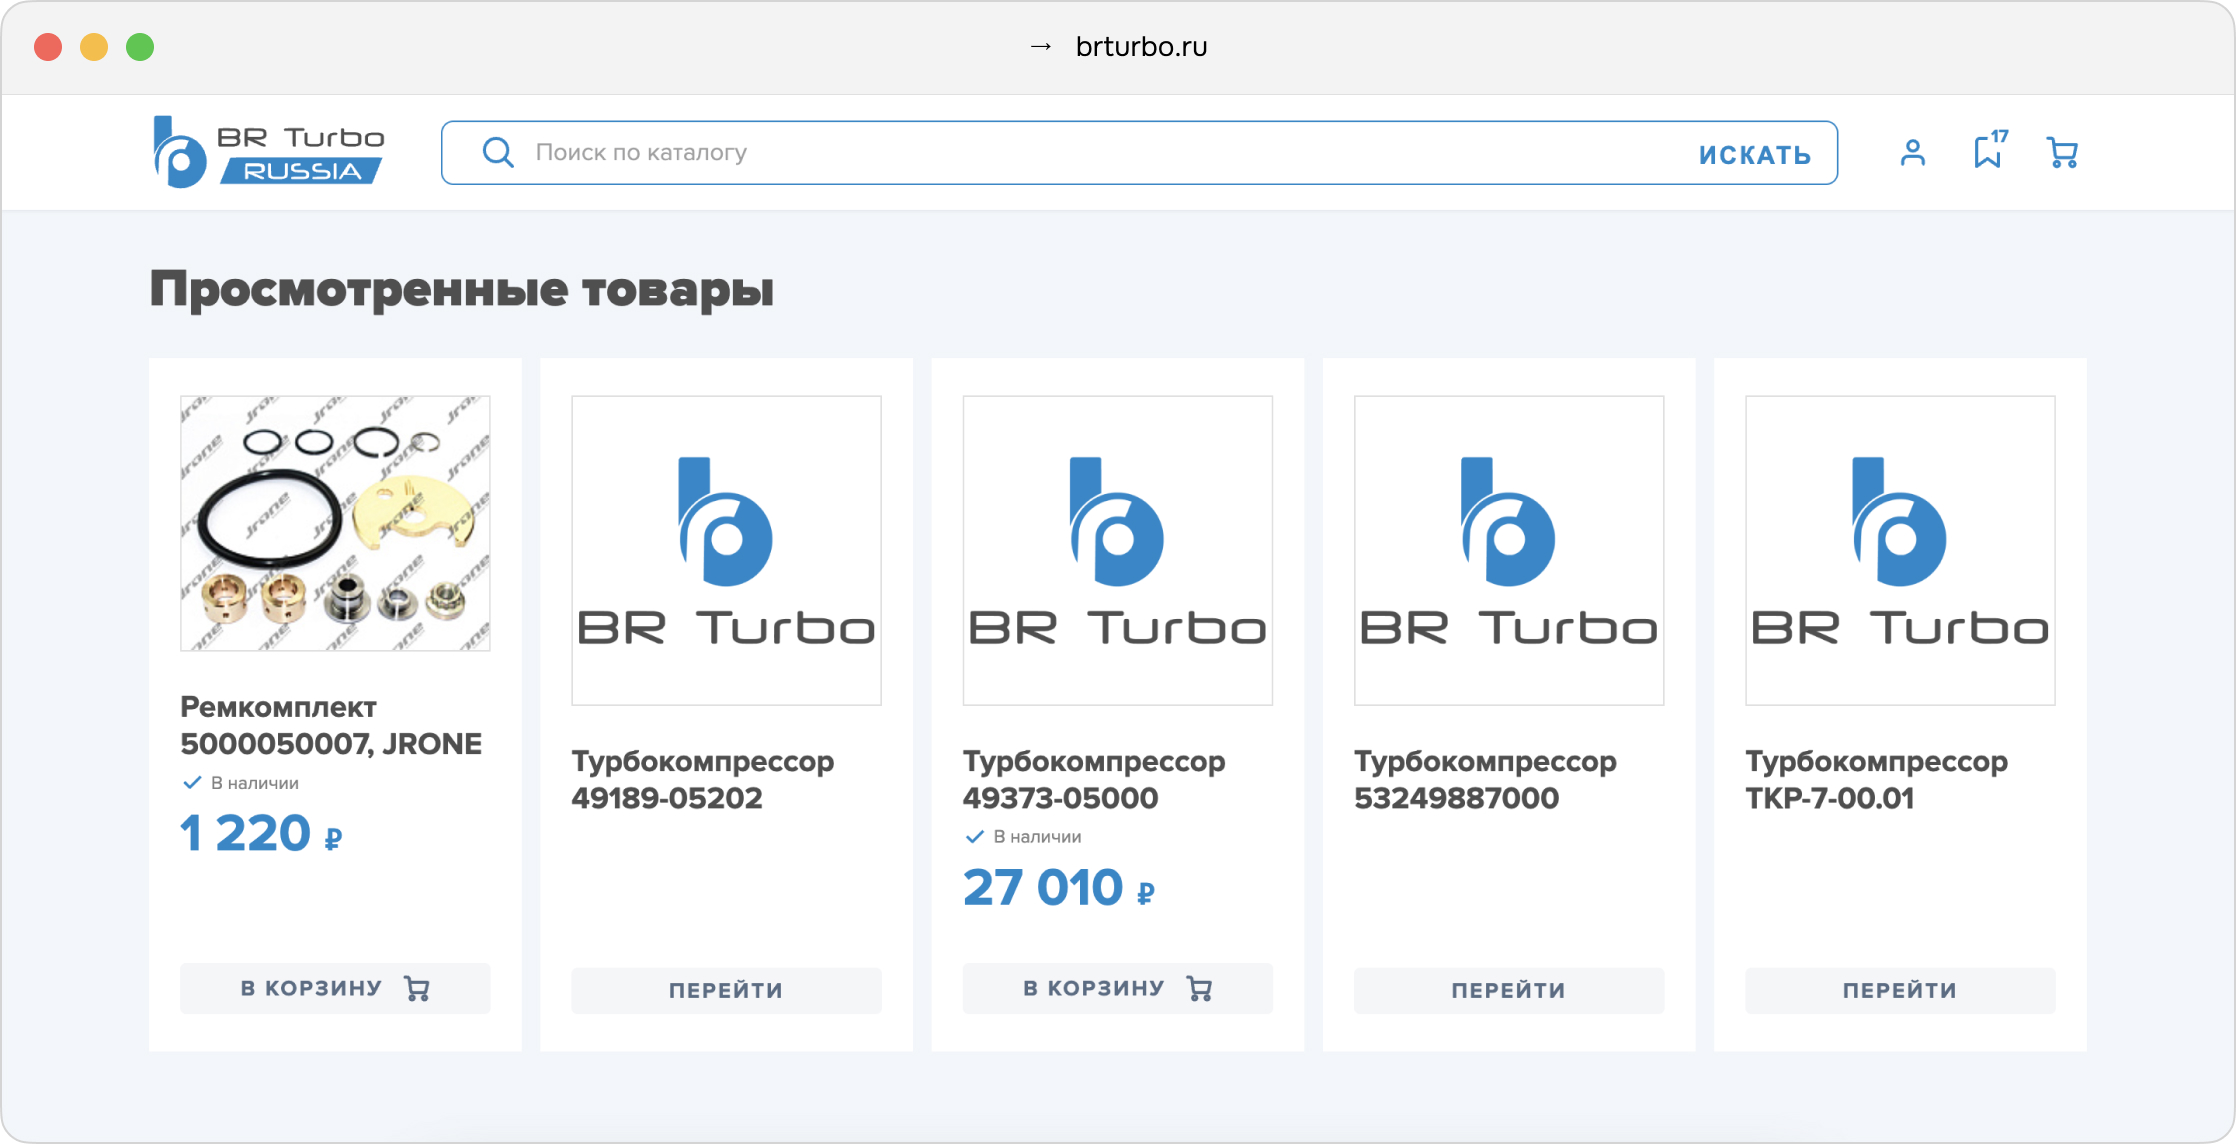 → brturbo.ru
BR Turbo
RUSSIA
Поиск по каталогу
ИСКАТЬ
17
Просмотренные товары
Jrone
Ремкомплект
5000050007, JRONE
В наличии
1 220 ₽
В КОРЗИНУ
BR Turbo
Турбокомпрессор
49189-05202
ПЕРЕЙТИ
BR Turbo
Турбокомпрессор
49373-05000
В наличии
27 010 ₽
В КОРЗИНУ
BR Turbo
Турбокомпрессор
53249887000
ПЕРЕЙТИ
BR Turbo
Турбокомпрессор
ТКР-7-00.01
ПЕРЕЙТИ